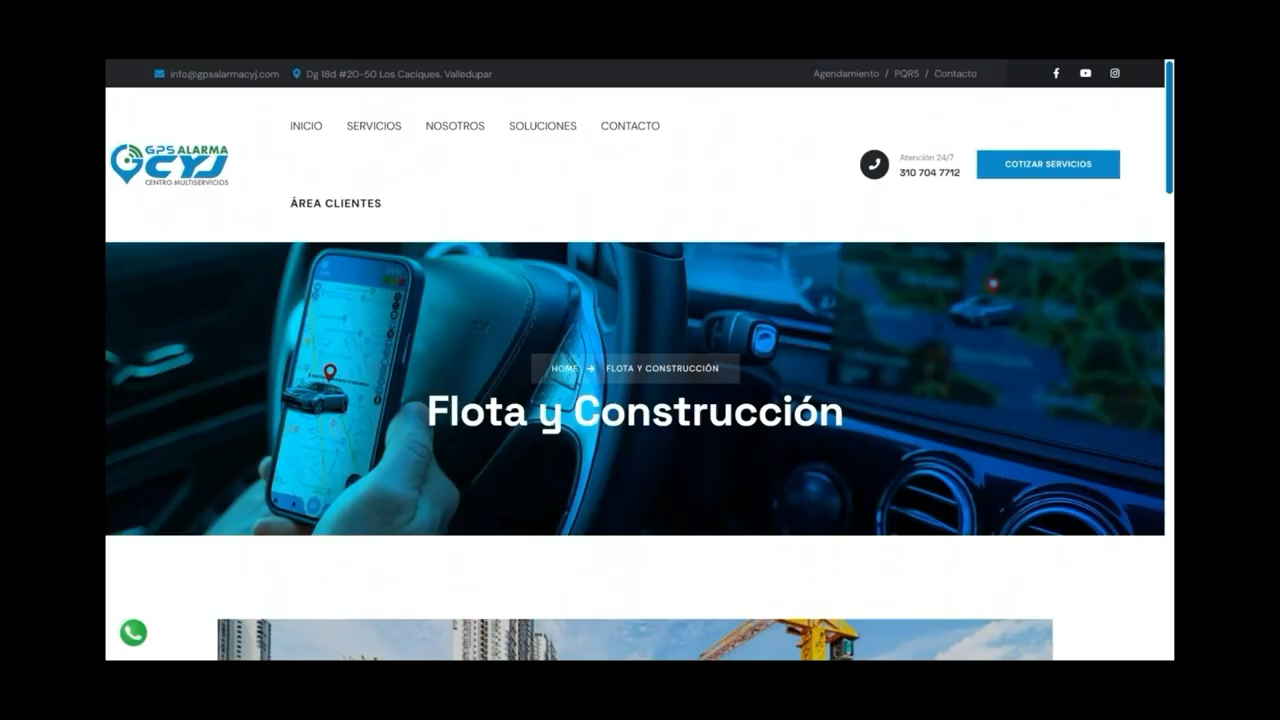 info@gpsalarmacyj.com Dg 18d #20-50 Los Caciques. Valledupar
Agendamiento / PQRS / Contacto
INICIO SERVICIOS NOSOTROS SOLUCIONES CONTACTO
GPS ALARMA
CYJ
CENTRO MULTISERVICIOS
Atención 24/7
310 704 7712
COTIZAR SERVICIOS
ÁREA CLIENTES
HOME → FLOTA Y CONSTRUCCIÓN
Flota y Construcción